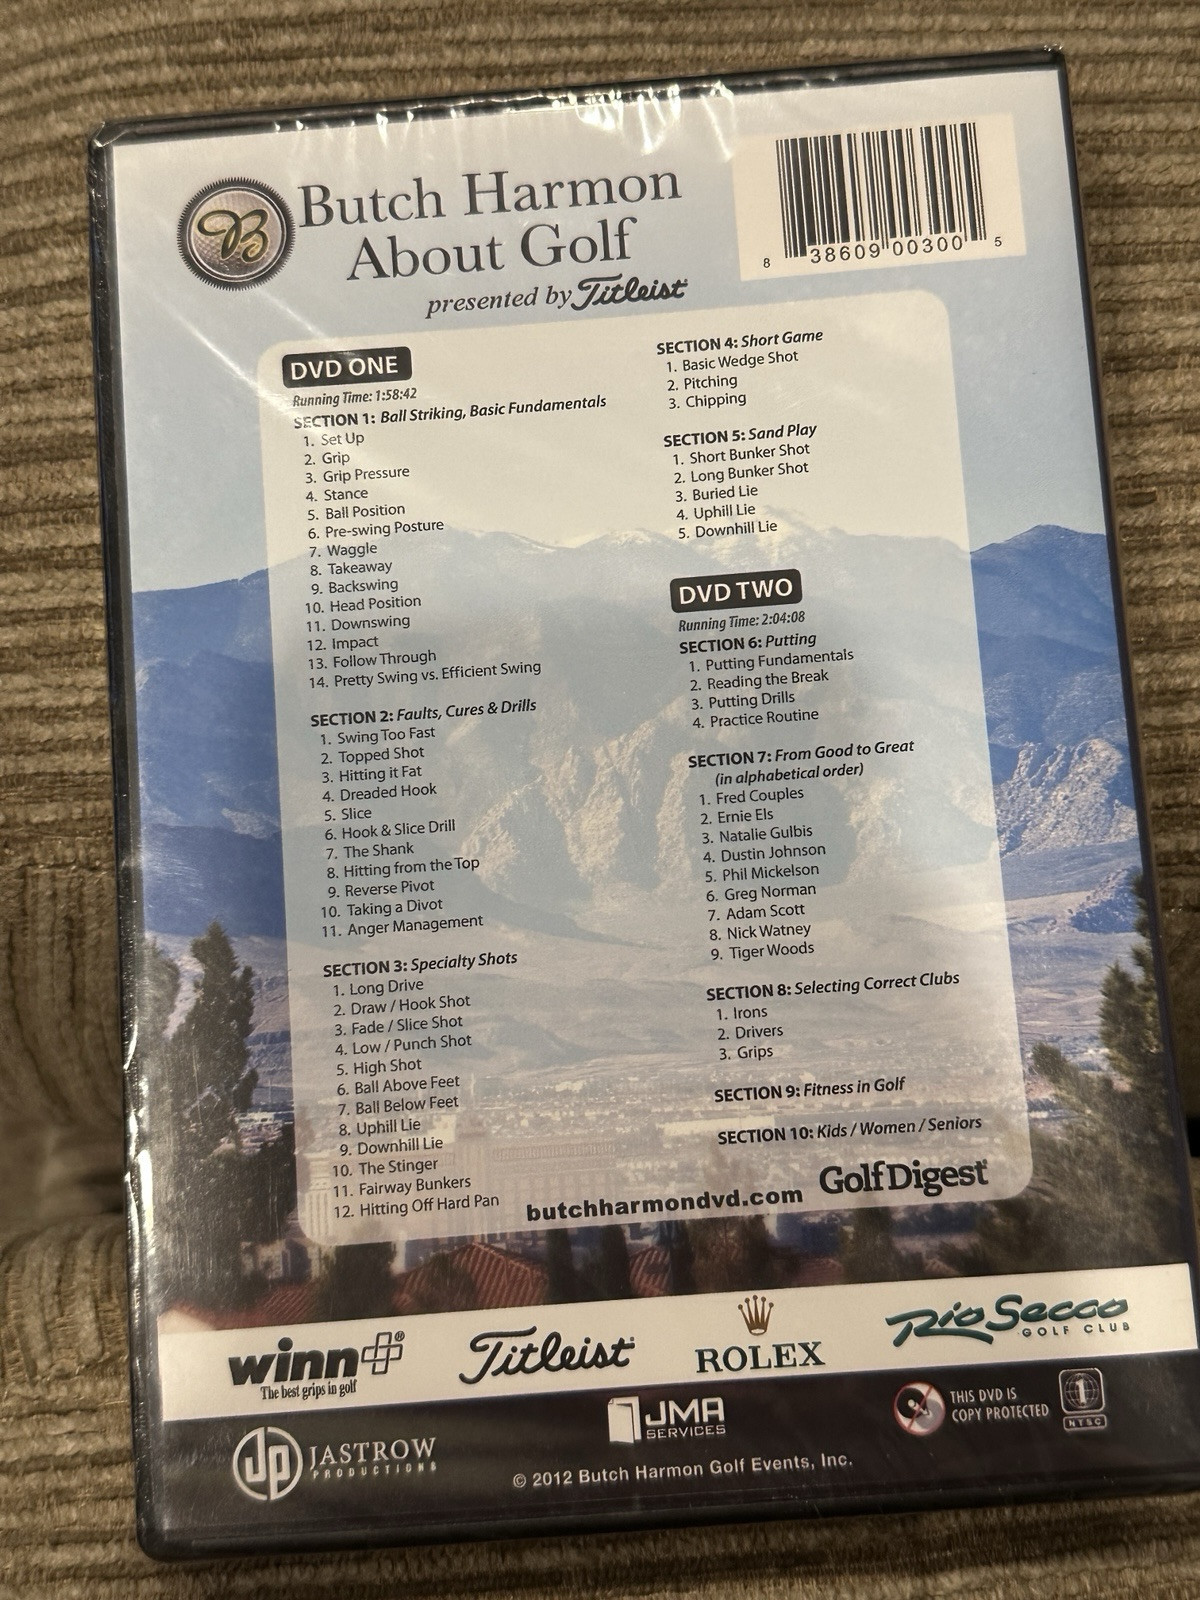 B
Butch Harmon
About Golf
presented by Titleist
8 38609 00300 5
DVD ONE
Running Time: 1:58:42
SECTION 1: Ball Striking, Basic Fundamentals
1. Set Up
2. Grip
3. Grip Pressure
4. Stance
5. Ball Position
6. Pre-swing Posture
7. Waggle
8. Takeaway
9. Backswing
10. Head Position
11. Downswing
12. Impact
13. Follow Through
14. Pretty Swing vs. Efficient Swing
SECTION 2: Faults, Cures & Drills
1. Swing Too Fast
2. Topped Shot
3. Hitting it Fat
4. Dreaded Hook
5. Slice
6. Hook & Slice Drill
7. The Shank
8. Hitting from the Top
9. Reverse Pivot
10. Taking a Divot
11. Anger Management
SECTION 3: Specialty Shots
1. Long Drive
2. Draw / Hook Shot
3. Fade / Slice Shot
4. Low / Punch Shot
5. High Shot
6. Ball Above Feet
7. Ball Below Feet
8. Uphill Lie
9. Downhill Lie
10. The Stinger
11. Fairway Bunkers
12. Hitting Off Hard Pan
SECTION 4: Short Game
1. Basic Wedge Shot
2. Pitching
3. Chipping
SECTION 5: Sand Play
1. Short Bunker Shot
2. Long Bunker Shot
3. Buried Lie
4. Uphill Lie
5. Downhill Lie
DVD TWO
Running Time: 2:04:08
SECTION 6: Putting
1. Putting Fundamentals
2. Reading the Break
3. Putting Drills
4. Practice Routine
SECTION 7: From Good to Great
(in alphabetical order)
1. Fred Couples
2. Ernie Els
3. Natalie Gulbis
4. Dustin Johnson
5. Phil Mickelson
6. Greg Norman
7. Adam Scott
8. Nick Watney
9. Tiger Woods
SECTION 8: Selecting Correct Clubs
1. Irons
2. Drivers
3. Grips
SECTION 9: Fitness in Golf
SECTION 10: Kids / Women / Seniors
butchharmondvd.com
GolfDigest
winn®
The best grips in golf
Titleist
ROLEX
Rio Secco
GOLF CLUB
JP JASTROW
PRODUCTIONS
JMA
SERVICES
THIS DVD IS
COPY PROTECTED
1
NTSC
© 2012 Butch Harmon Golf Events, Inc.